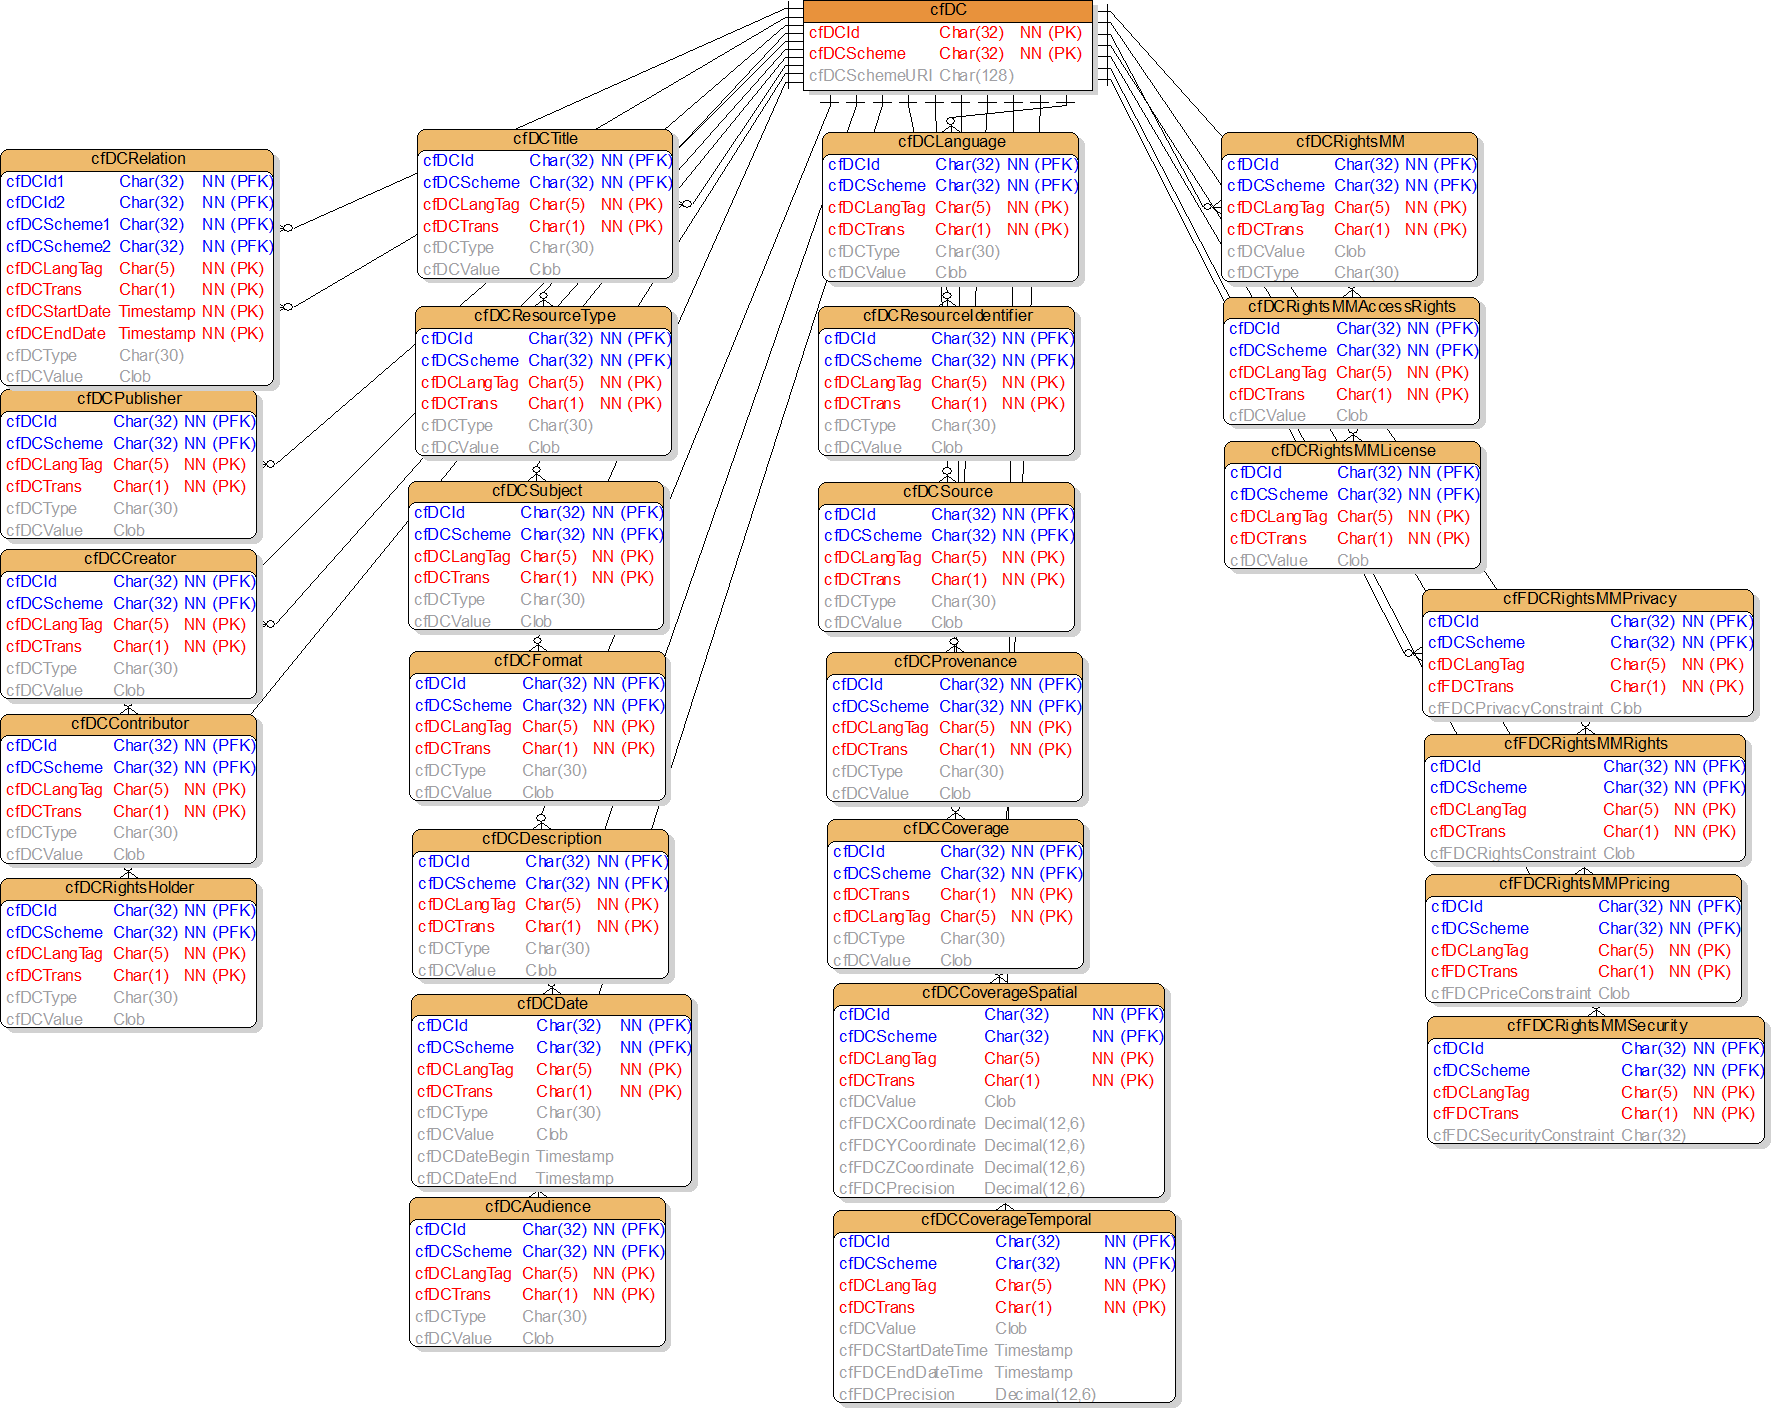 cfDC
cfDCId Char(32) NN (PK)
cfDCScheme Char(32) NN (PK)
cfDCSchemeURI Char(128)
cfDCRelation
cfDCId1 Char(32) NN (PFK)
cfDCId2 Char(32) NN (PFK)
cfDCScheme1 Char(32) NN (PFK)
cfDCScheme2 Char(32) NN (PFK)
cfDCLangTag Char(5) NN (PK)
cfDCTrans Char(1) NN (PK)
cfDCStartDate Timestamp NN (PK)
cfDCEndDate Timestamp NN (PK)
cfDCType Char(30)
cfDCValue Clob
cfDCPublisher
cfDCId Char(32) NN (PFK)
cfDCScheme Char(32) NN (PFK)
cfDCLangTag Char(5) NN (PK)
cfDCTrans Char(1) NN (PK)
cfDCType Char(30)
cfDCValue Clob
cfDCCreator
cfDCId Char(32) NN (PFK)
cfDCScheme Char(32) NN (PFK)
cfDCLangTag Char(5) NN (PK)
cfDCTrans Char(1) NN (PK)
cfDCType Char(30)
cfDCValue Clob
cfDCContributor
cfDCId Char(32) NN (PFK)
cfDCScheme Char(32) NN (PFK)
cfDCLangTag Char(5) NN (PK)
cfDCTrans Char(1) NN (PK)
cfDCType Char(30)
cfDCValue Clob
cfDCRightsHolder
cfDCId Char(32) NN (PFK)
cfDCScheme Char(32) NN (PFK)
cfDCLangTag Char(5) NN (PK)
cfDCTrans Char(1) NN (PK)
cfDCType Char(30)
cfDCValue Clob
cfDCTitle
cfDCId Char(32) NN (PFK)
cfDCScheme Char(32) NN (PFK)
cfDCLangTag Char(5) NN (PK)
cfDCTrans Char(1) NN (PK)
cfDCType Char(30)
cfDCValue Clob
cfDCResourceType
cfDCId Char(32) NN (PFK)
cfDCScheme Char(32) NN (PFK)
cfDCLangTag Char(5) NN (PK)
cfDCTrans Char(1) NN (PK)
cfDCType Char(30)
cfDCValue Clob
cfDCSubject
cfDCId Char(32) NN (PFK)
cfDCScheme Char(32) NN (PFK)
cfDCLangTag Char(5) NN (PK)
cfDCTrans Char(1) NN (PK)
cfDCType Char(30)
cfDCValue Clob
cfDCFormat
cfDCId Char(32) NN (PFK)
cfDCScheme Char(32) NN (PFK)
cfDCLangTag Char(5) NN (PK)
cfDCTrans Char(1) NN (PK)
cfDCType Char(30)
cfDCValue Clob
cfDCDescription
cfDCId Char(32) NN (PFK)
cfDCScheme Char(32) NN (PFK)
cfDCLangTag Char(5) NN (PK)
cfDCTrans Char(1) NN (PK)
cfDCType Char(30)
cfDCValue Clob
cfDCDate
cfDCId Char(32) NN (PFK)
cfDCScheme Char(32) NN (PFK)
cfDCLangTag Char(5) NN (PK)
cfDCTrans Char(1) NN (PK)
cfDCType Char(30)
cfDCValue Clob
cfDCDateBegin Timestamp
cfDCDateEnd Timestamp
cfDCAudience
cfDCId Char(32) NN (PFK)
cfDCScheme Char(32) NN (PFK)
cfDCLangTag Char(5) NN (PK)
cfDCTrans Char(1) NN (PK)
cfDCType Char(30)
cfDCValue Clob
cfDCLanguage
cfDCId Char(32) NN (PFK)
cfDCScheme Char(32) NN (PFK)
cfDCLangTag Char(5) NN (PK)
cfDCTrans Char(1) NN (PK)
cfDCType Char(30)
cfDCValue Clob
cfDCResourceIdentifier
cfDCId Char(32) NN (PFK)
cfDCScheme Char(32) NN (PFK)
cfDCLangTag Char(5) NN (PK)
cfDCTrans Char(1) NN (PK)
cfDCType Char(30)
cfDCValue Clob
cfDCSource
cfDCId Char(32) NN (PFK)
cfDCScheme Char(32) NN (PFK)
cfDCLangTag Char(5) NN (PK)
cfDCTrans Char(1) NN (PK)
cfDCType Char(30)
cfDCValue Clob
cfDCProvenance
cfDCId Char(32) NN (PFK)
cfDCScheme Char(32) NN (PFK)
cfDCLangTag Char(5) NN (PK)
cfDCTrans Char(1) NN (PK)
cfDCType Char(30)
cfDCValue Clob
cfDCCoverage
cfDCId Char(32) NN (PFK)
cfDCScheme Char(32) NN (PFK)
cfDCTrans Char(1) NN (PK)
cfDCLangTag Char(5) NN (PK)
cfDCType Char(30)
cfDCValue Clob
cfDCCoverageSpatial
cfDCId Char(32) NN (PFK)
cfDCScheme Char(32) NN (PFK)
cfDCLangTag Char(5) NN (PK)
cfDCTrans Char(1) NN (PK)
cfDCValue Clob
cfFDCXCoordinate Decimal(12,6)
cfFDCYCoordinate Decimal(12,6)
cfFDCZCoordinate Decimal(12,6)
cfFDCPrecision Decimal(12,6)
cfDCCoverageTemporal
cfDCId Char(32) NN (PFK)
cfDCScheme Char(32) NN (PFK)
cfDCLangTag Char(5) NN (PK)
cfDCTrans Char(1) NN (PK)
cfDCValue Clob
cfFDCStartDateTime Timestamp
cfFDCEndDateTime Timestamp
cfFDCPrecision Decimal(12,6)
cfDCRightsMM
cfDCId Char(32) NN (PFK)
cfDCScheme Char(32) NN (PFK)
cfDCLangTag Char(5) NN (PK)
cfDCTrans Char(1) NN (PK)
cfDCValue Clob
cfDCType Char(30)
cfDCRightsMMAccessRights
cfDCId Char(32) NN (PFK)
cfDCScheme Char(32) NN (PFK)
cfDCLangTag Char(5) NN (PK)
cfDCTrans Char(1) NN (PK)
cfDCValue Clob
cfDCRightsMMLicense
cfDCId Char(32) NN (PFK)
cfDCScheme Char(32) NN (PFK)
cfDCLangTag Char(5) NN (PK)
cfDCTrans Char(1) NN (PK)
cfDCValue Clob
cfFDCRightsMMPrivacy
cfDCId Char(32) NN (PFK)
cfDCScheme Char(32) NN (PFK)
cfDCLangTag Char(5) NN (PK)
cfFDCTrans Char(1) NN (PK)
cfFDCPrivacyConstraint Clob
cfFDCRightsMMRights
cfDCId Char(32) NN (PFK)
cfDCScheme Char(32) NN (PFK)
cfDCLangTag Char(5) NN (PK)
cfDCTrans Char(1) NN (PK)
cfFDCRightsConstraint Clob
cfFDCRightsMMPricing
cfDCId Char(32) NN (PFK)
cfDCScheme Char(32) NN (PFK)
cfDCLangTag Char(5) NN (PK)
cfFDCTrans Char(1) NN (PK)
cfFDCPriceConstraint Clob
cfFDCRightsMMSecurity
cfDCId Char(32) NN (PFK)
cfDCScheme Char(32) NN (PFK)
cfDCLangTag Char(5) NN (PK)
cfFDCTrans Char(1) NN (PK)
cfFDCSecurityConstraint Char(32)